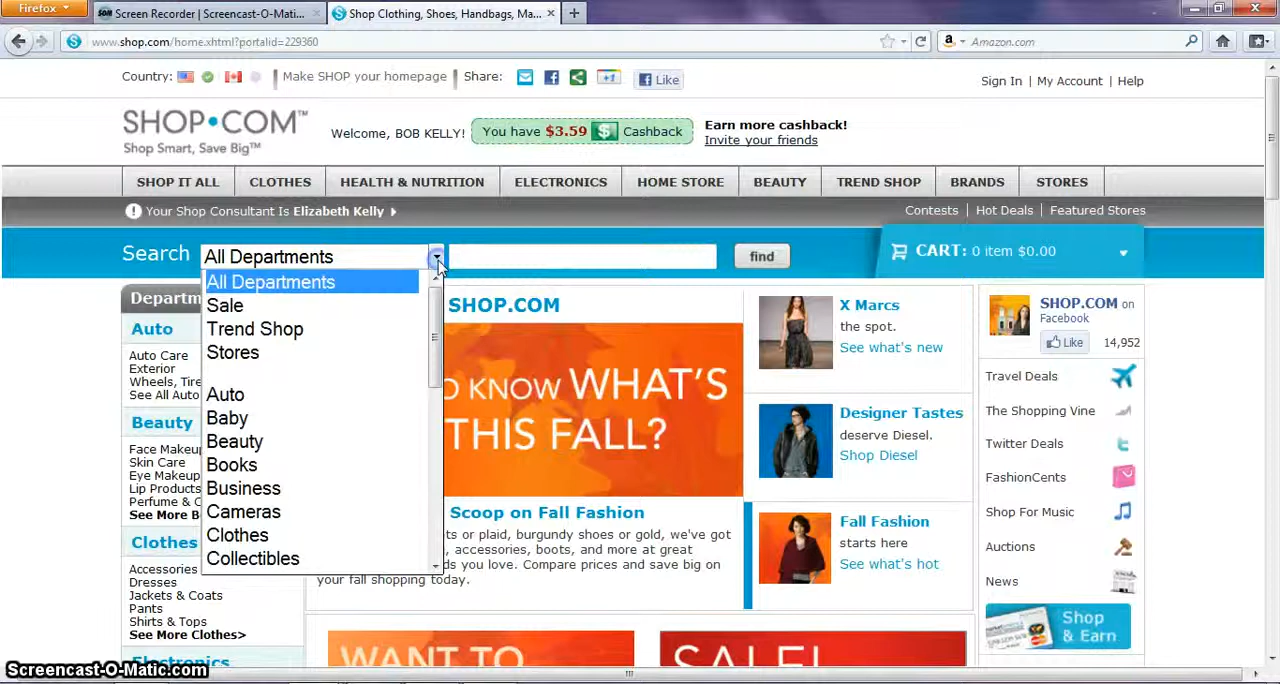 Firefox
Screen Recorder | Screencast-O-Mati...
Shop Clothing, Shoes, Handbags, Ma...
www.shop.com/home.xhtml?portalid=229360
Amazon.com
Country:
Make SHOP your homepage
Share:
+1
Like
Sign In | My Account | Help
SHOP•COM™
Shop Smart, Save Big™
Welcome, BOB KELLY!
You have $3.59 $ Cashback
Earn more cashback!
Invite your friends
SHOP IT ALL
CLOTHES
HEALTH & NUTRITION
ELECTRONICS
HOME STORE
BEAUTY
TREND SHOP
BRANDS
STORES
Your Shop Consultant Is Elizabeth Kelly
Contests | Hot Deals | Featured Stores
Search
All Departments
find
CART: 0 item $0.00
All Departments
Sale
Trend Shop
Stores
Auto
Baby
Beauty
Books
Business
Cameras
Clothes
Collectibles
Departm
Auto
Auto Care
Exterior
Wheels, Tire
See All Auto
Beauty
Face Makeup
Skin Care
Eye Makeup
Lip Products
Perfume & C
See More B
Clothes
Accessories
Dresses
Jackets & Coats
Pants
Shirts & Tops
See More Clothes>
Electronics
SHOP.COM
O KNOW WHAT'S
THIS FALL?
Scoop on Fall Fashion
ts or plaid, burgundy shoes or gold, we've got
, accessories, boots, and more at great
ds you love. Compare prices and save big on
your fall shopping today.
WANT TO
SALE!
X Marcs
the spot.
See what's new
Designer Tastes
deserve Diesel.
Shop Diesel
Fall Fashion
starts here
See what's hot
SHOP.COM on
Facebook
Like
14,952
Travel Deals
The Shopping Vine
Twitter Deals
FashionCents
Shop For Music
Auctions
News
Shop
& Earn
Screencast-O-Matic.com